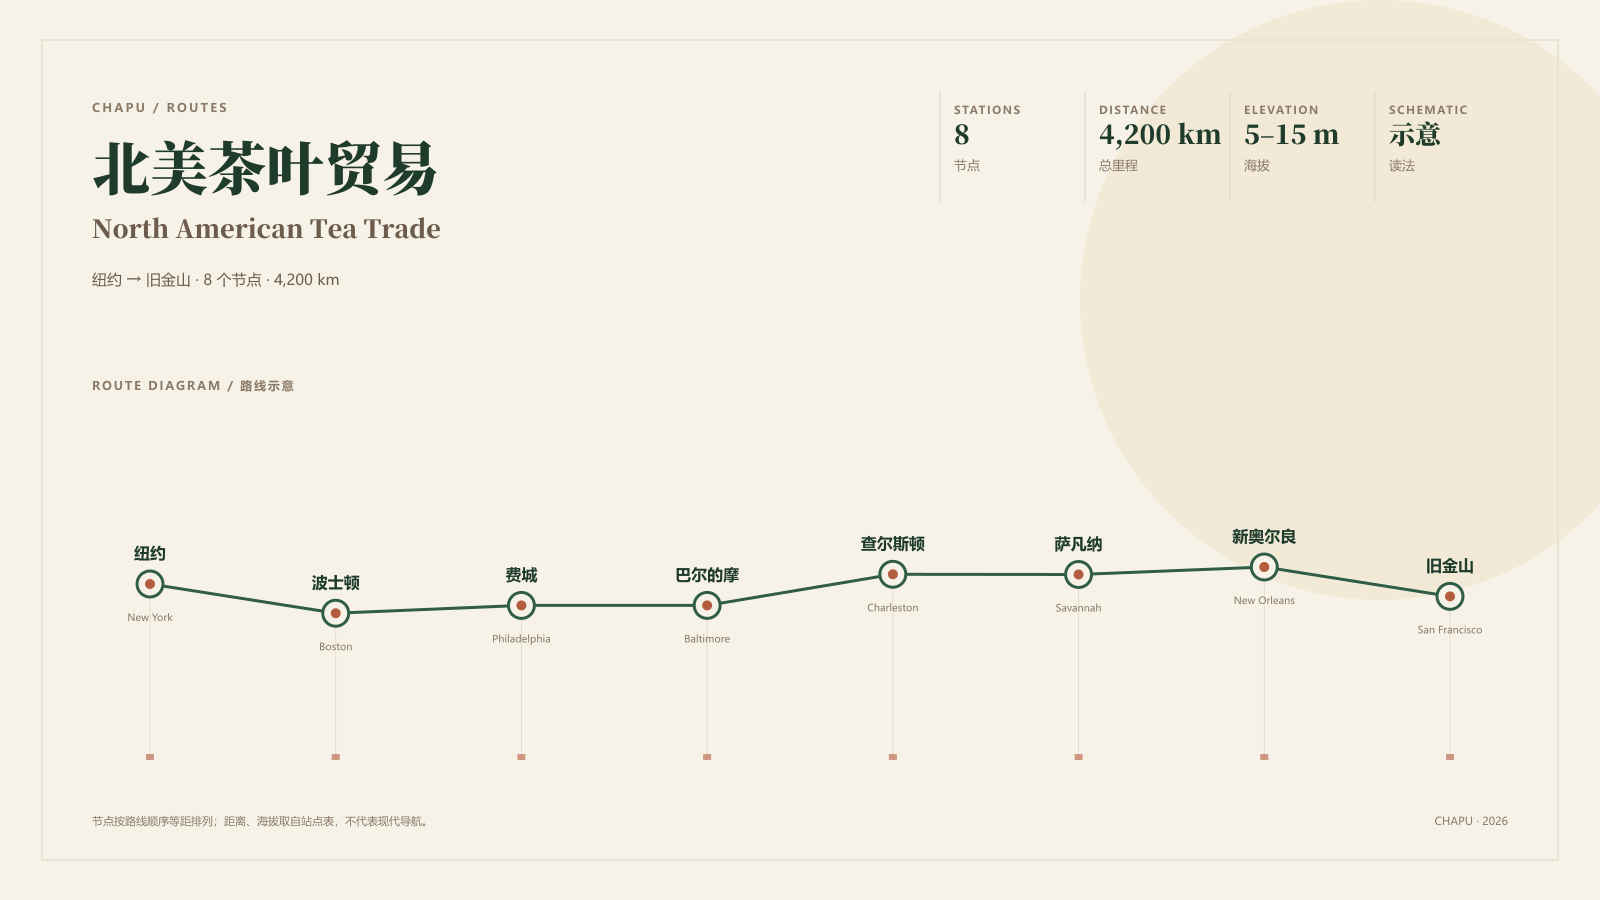 CHAPU / ROUTES
北美茶叶贸易
North American Tea Trade
纽约 → 旧金山 · 8 个节点 · 4,200 km
STATIONS
8
节点
DISTANCE
4,200 km
总里程
ELEVATION
5–15 m
海拔
SCHEMATIC
示意
读法
ROUTE DIAGRAM / 路线示意
纽约
New York
波士顿
Boston
费城
Philadelphia
巴尔的摩
Baltimore
查尔斯顿
Charleston
萨凡纳
Savannah
新奥尔良
New Orleans
旧金山
San Francisco
节点按路线顺序等距排列；距离、海拔取自站点表，不代表现代导航。
CHAPU · 2026